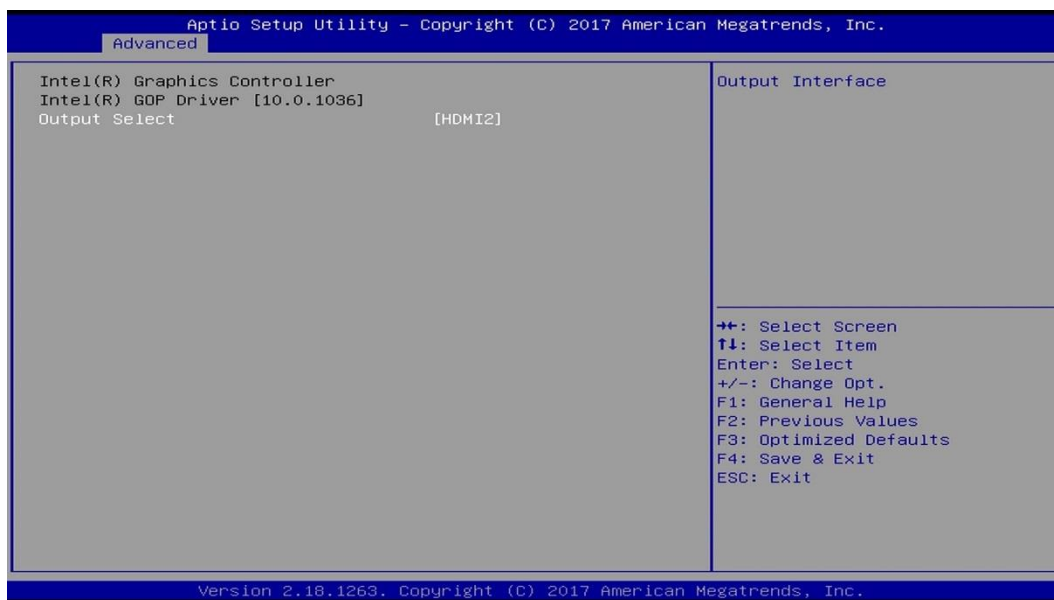 Aptio Setup Utility – Copyright (C) 2017 American Megatrends, Inc.
Advanced
Intel(R) Graphics Controller
Intel(R) GOP Driver [10.0.1036]
Output Select [HDMI2]
Output Interface
→←: Select Screen
↑↓: Select Item
Enter: Select
+/-: Change Opt.
F1: General Help
F2: Previous Values
F3: Optimized Defaults
F4: Save & Exit
ESC: Exit
Version 2.18.1263. Copyright (C) 2017 American Megatrends, Inc.